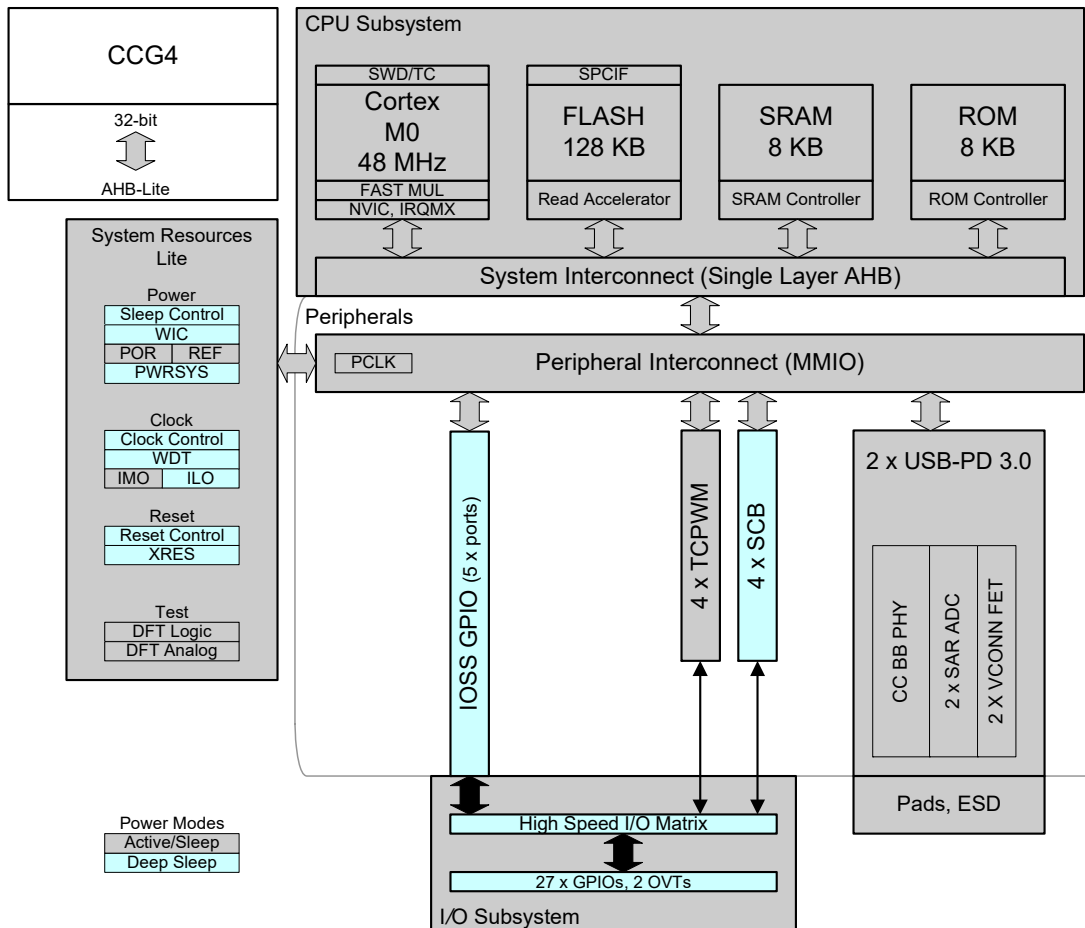 CCG4
32-bit
AHB-Lite
CPU Subsystem
SWD/TC
Cortex
M0
48 MHz
FAST MUL
NVIC, IRQMX
SPCIF
FLASH
128 KB
Read Accelerator
SRAM
8 KB
SRAM Controller
ROM
8 KB
ROM Controller
System Interconnect (Single Layer AHB)
System Resources
Lite
Power
Sleep Control
WIC
POR REF
PWRSYS
Clock
Clock Control
WDT
IMO ILO
Reset
Reset Control
XRES
Test
DFT Logic
DFT Analog
Peripherals
PCLK
Peripheral Interconnect (MMIO)
IOSS GPIO (5 x ports)
4 x TCPWM
4 x SCB
2 x USB-PD 3.0
CC BB PHY
2 x SAR ADC
2 X VCONN FET
Pads, ESD
High Speed I/O Matrix
27 x GPIOs, 2 OVTs
I/O Subsystem
Power Modes
Active/Sleep
Deep Sleep